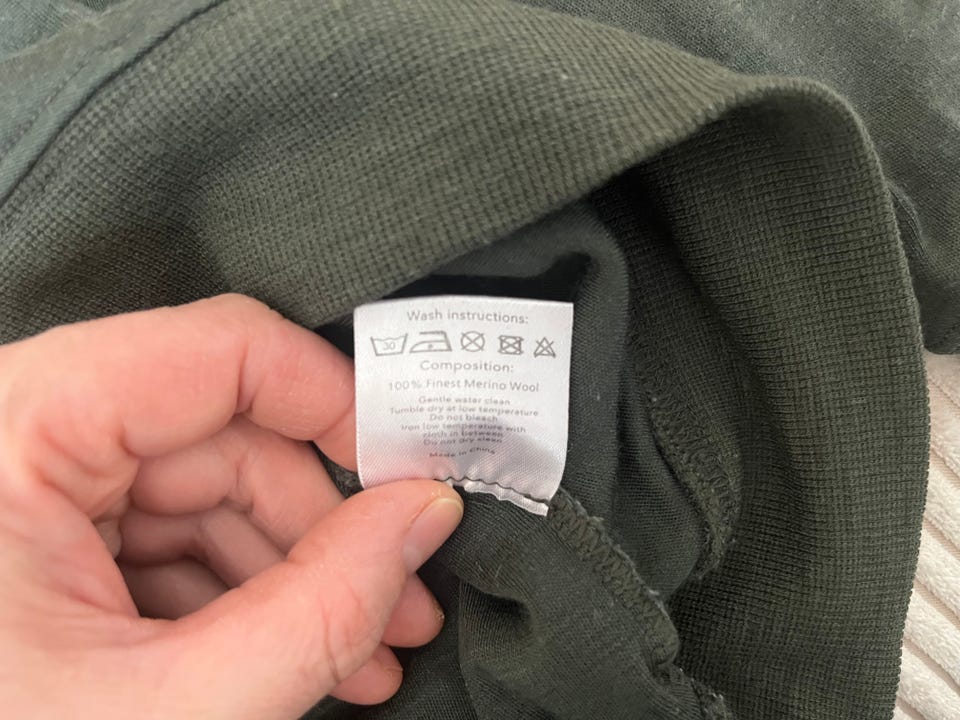 Wash instructions:
30
Composition:
100% Finest Merino Wool
Gentle water clean
Tumble dry at low temperature
Do not bleach
Iron low temperature with
cloth in between
Do not dry clean
Made in China